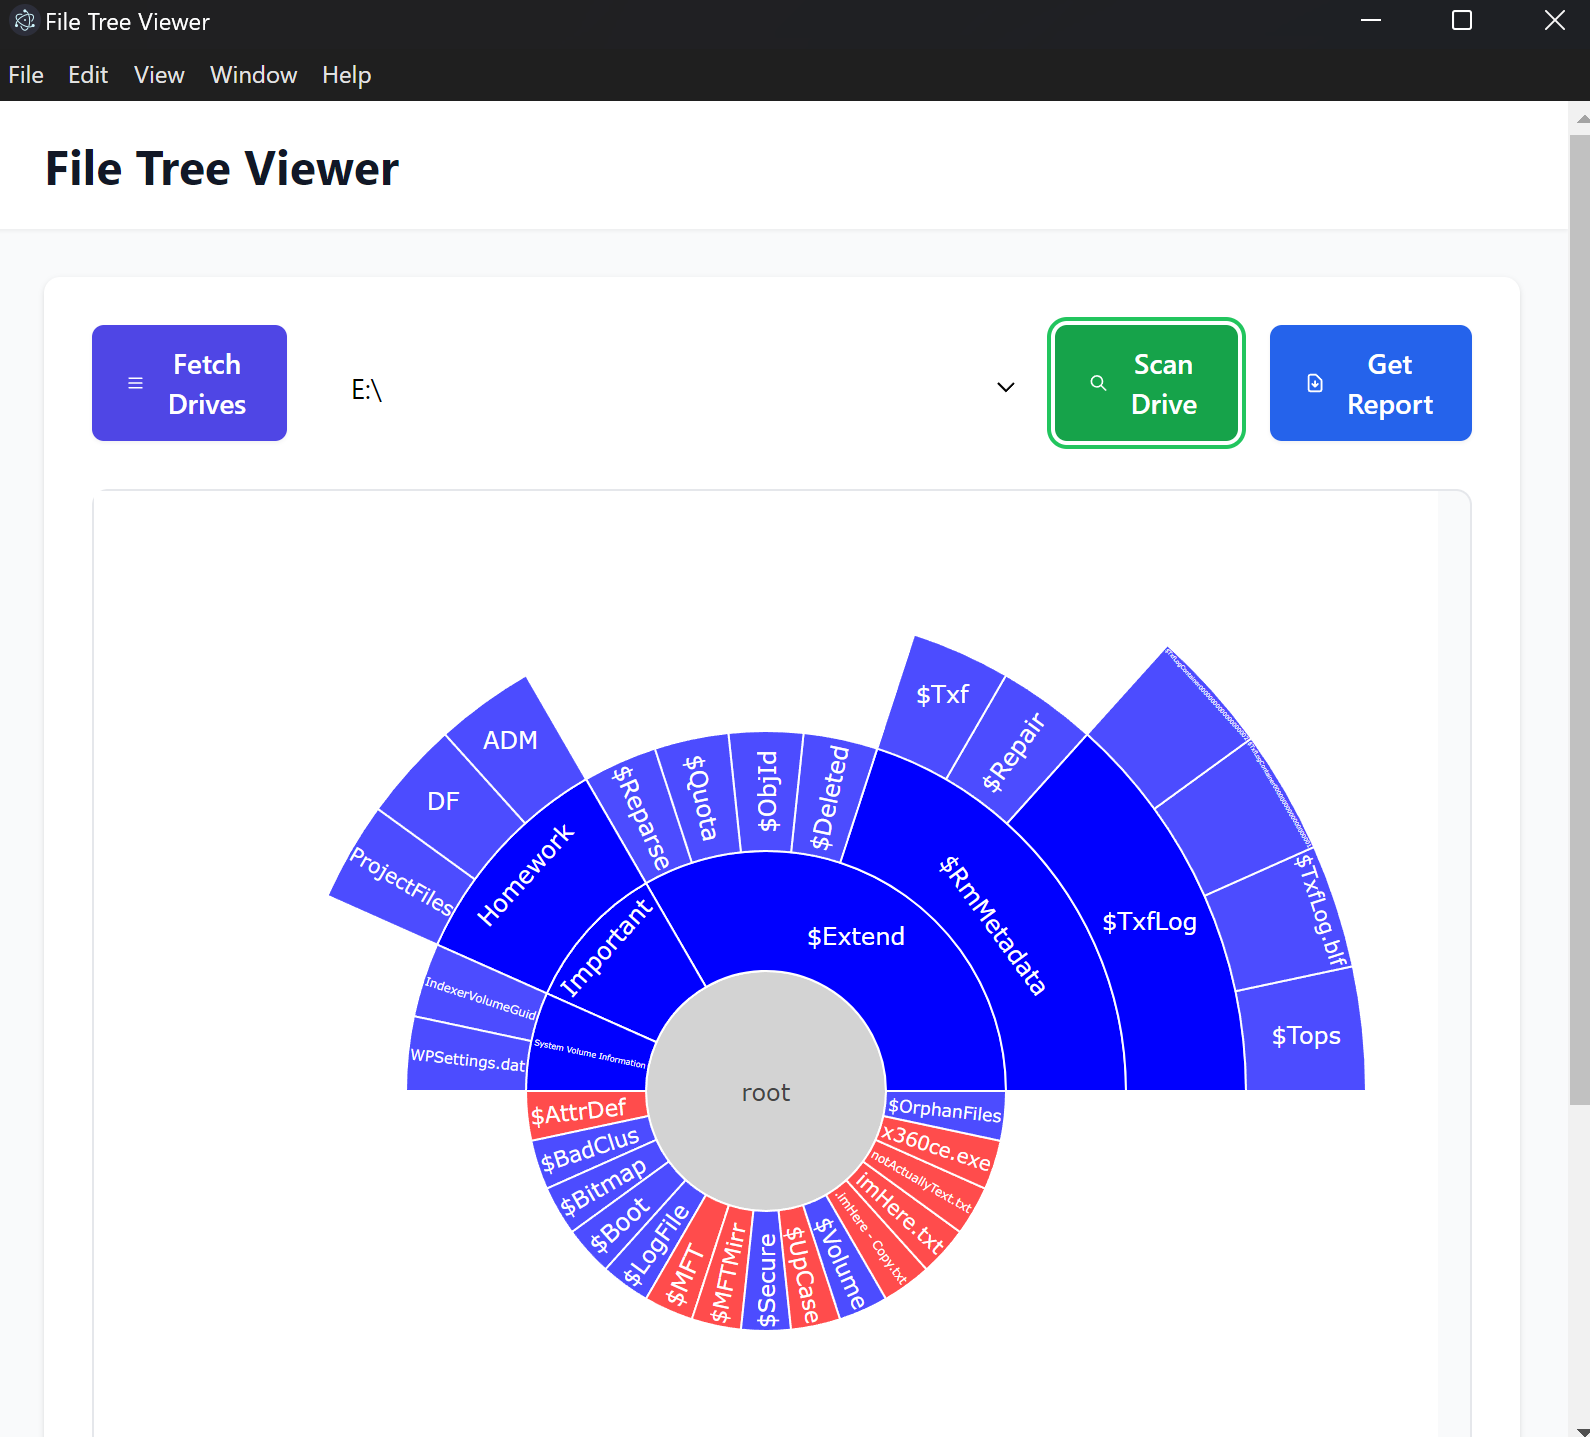 File Tree Viewer
File Edit View Window Help
File Tree Viewer
Fetch
Drives
E:\
Scan
Drive
Get
Report
$Txf
$Repair
ADM
DF
ProjectFiles
Homework
$Reparse
$Quota
$ObjId
$Deleted
$RmMetadata
$TxfLog
$TxfLog.blf
$Tops
Important
$Extend
IndexerVolumeGuid
WPSettings.dat
System Volume Information
root
$AttrDef
$BadClus
$Bitmap
$Boot
$LogFile
$MFT
$MFTMirr
$Secure
$UpCase
$Volume
.imHere - Copy.txt
imHere.txt
notActuallyText.txt
x360ce.exe
$OrphanFiles